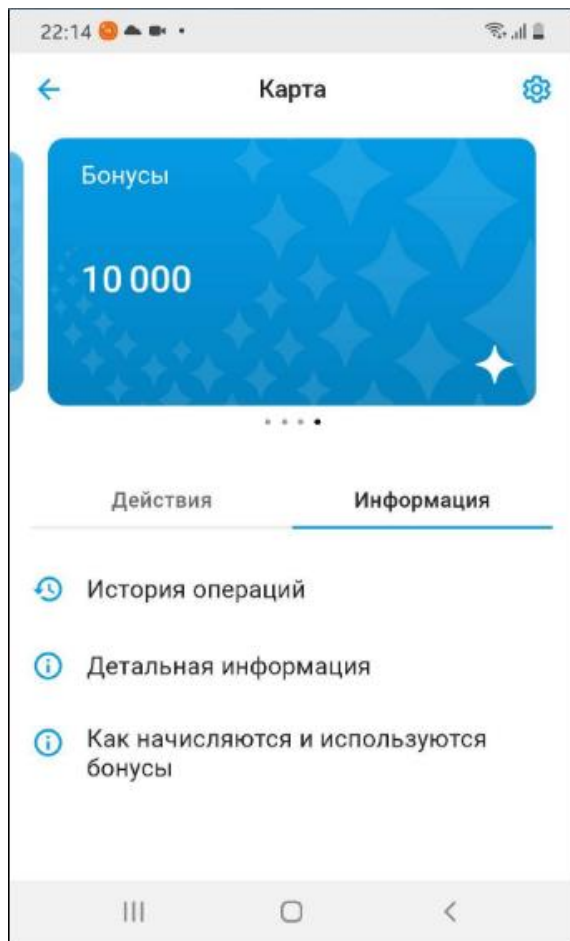 22:14
Карта
Бонусы
10 000
Действия Информация
История операций
Детальная информация
Как начисляются и используются
бонусы